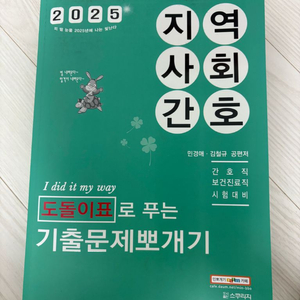 2025
지역
사회
간호
민경애 · 김철규 공편저
간호직
보건진료직
시험대비
I did it my way
도돌이표로 푸는
기출문제뽀개기